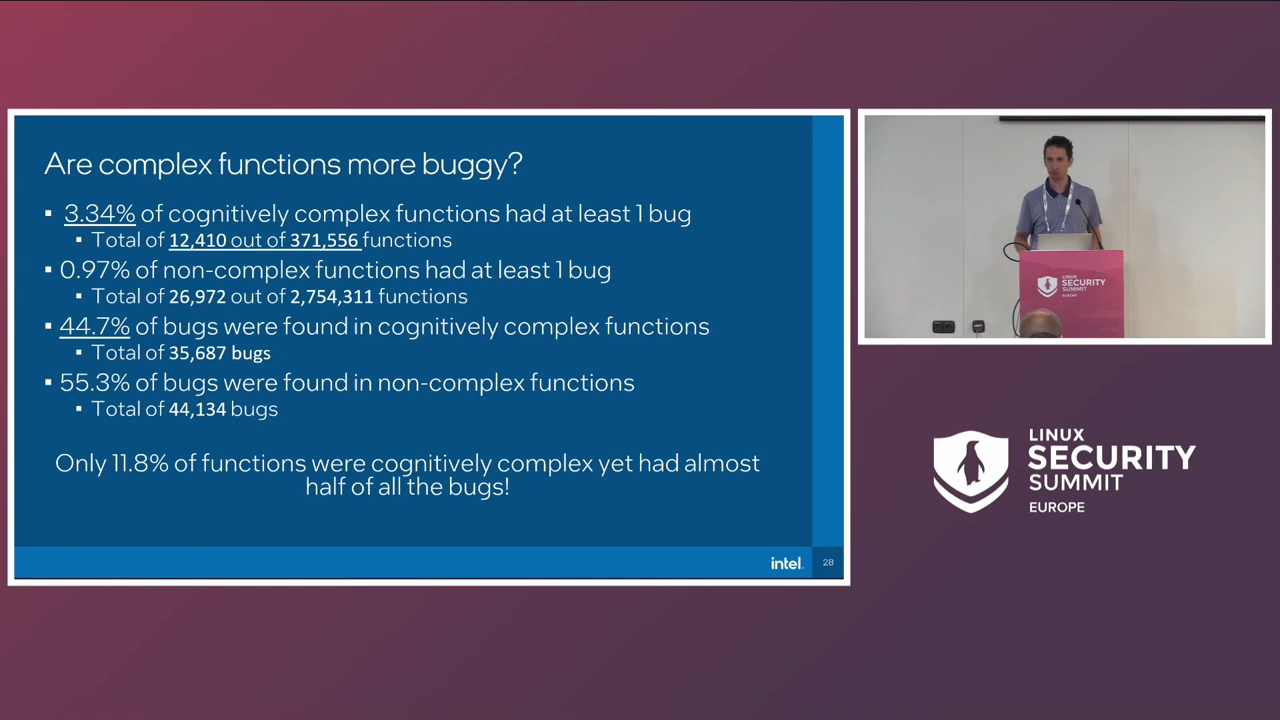 Are complex functions more buggy?
▪ 3.34% of cognitively complex functions had at least 1 bug
▪ Total of 12,410 out of 371,556 functions
▪ 0.97% of non-complex functions had at least 1 bug
▪ Total of 26,972 out of 2,754,311 functions
▪ 44.7% of bugs were found in cognitively complex functions
▪ Total of 35,687 bugs
▪ 55.3% of bugs were found in non-complex functions
▪ Total of 44,134 bugs
Only 11.8% of functions were cognitively complex yet had almost
half of all the bugs!
intel.
28
LINUX
SECURITY
SUMMIT
EUROPE
LINUX
SECURITY
SUMMIT
EUROPE